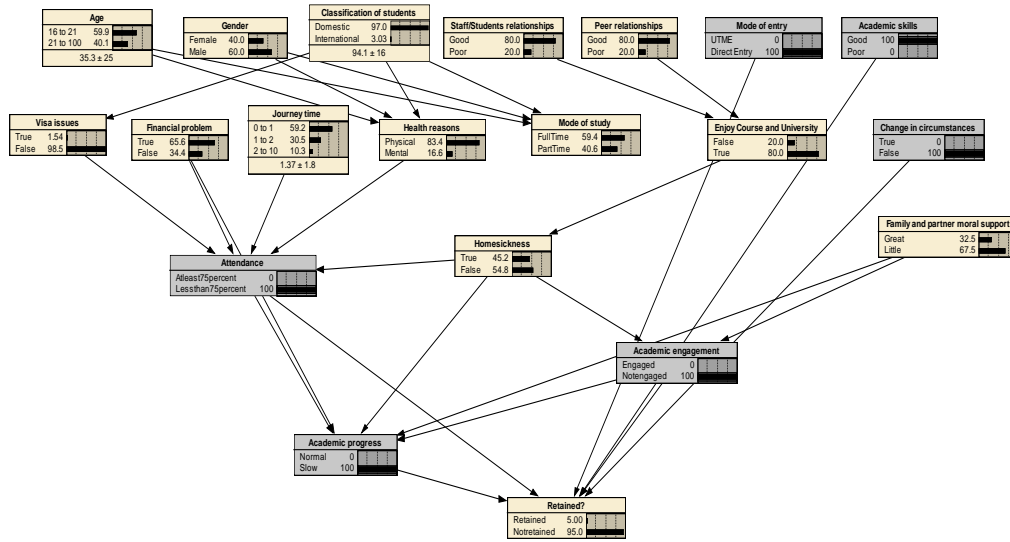 Age
16 to 21 59.9
21 to 100 40.1
35.3 ± 25
Gender
Female 40.0
Male 60.0
Classification of students
Domestic 97.0
International 3.03
94.1 ± 16
Staff/Students relationships
Good 80.0
Poor 20.0
Peer relationships
Good 80.0
Poor 20.0
Mode of entry
UTME 0
Direct Entry 100
Academic skills
Good 100
Poor 0
Visa issues
True 1.54
False 98.5
Financial problem
True 65.6
False 34.4
Journey time
0 to 1 59.2
1 to 2 30.5
2 to 10 10.3
1.37 ± 1.8
Health reasons
Physical 83.4
Mental 16.6
Mode of study
FullTime 59.4
PartTime 40.6
Enjoy Course and University
False 20.0
True 80.0
Change in circumstances
True 0
False 100
Family and partner moral support
Great 32.5
Little 67.5
Homesickness
True 45.2
False 54.8
Attendance
Atleast75percent 0
Lessthan75percent 100
Academic engagement
Engaged 0
Notengaged 100
Academic progress
Normal 0
Slow 100
Retained?
Retained 5.00
Notretained 95.0